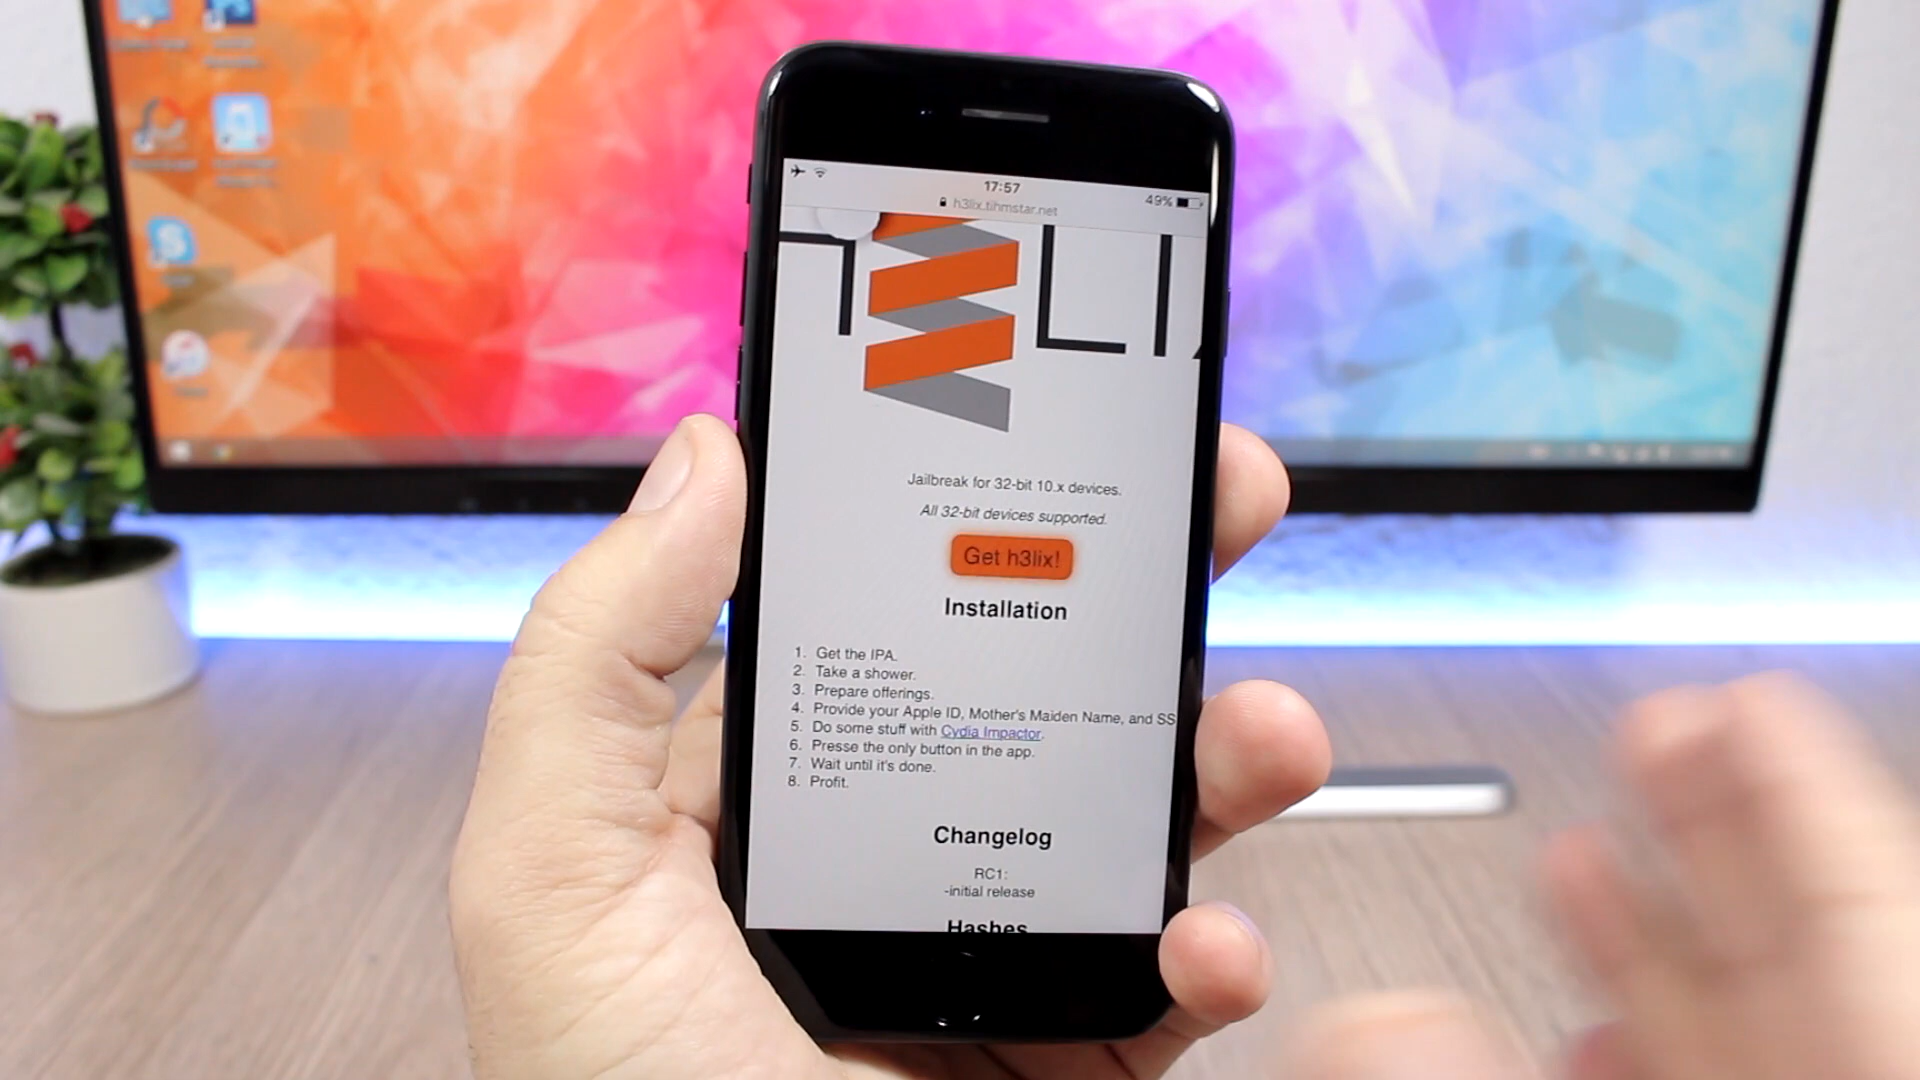 17:57
49%
h3lix.tihmstar.net
Jailbreak for 32-bit 10.x devices.
All 32-bit devices supported.
Get h3lix!
Installation
1. Get the IPA.
2. Take a shower.
3. Prepare offerings.
4. Provide your Apple ID, Mother's Maiden Name, and SS
5. Do some stuff with Cydia Impactor.
6. Presse the only button in the app.
7. Wait until it's done.
8. Profit.
Changelog
RC1:
-initial release
Hashes